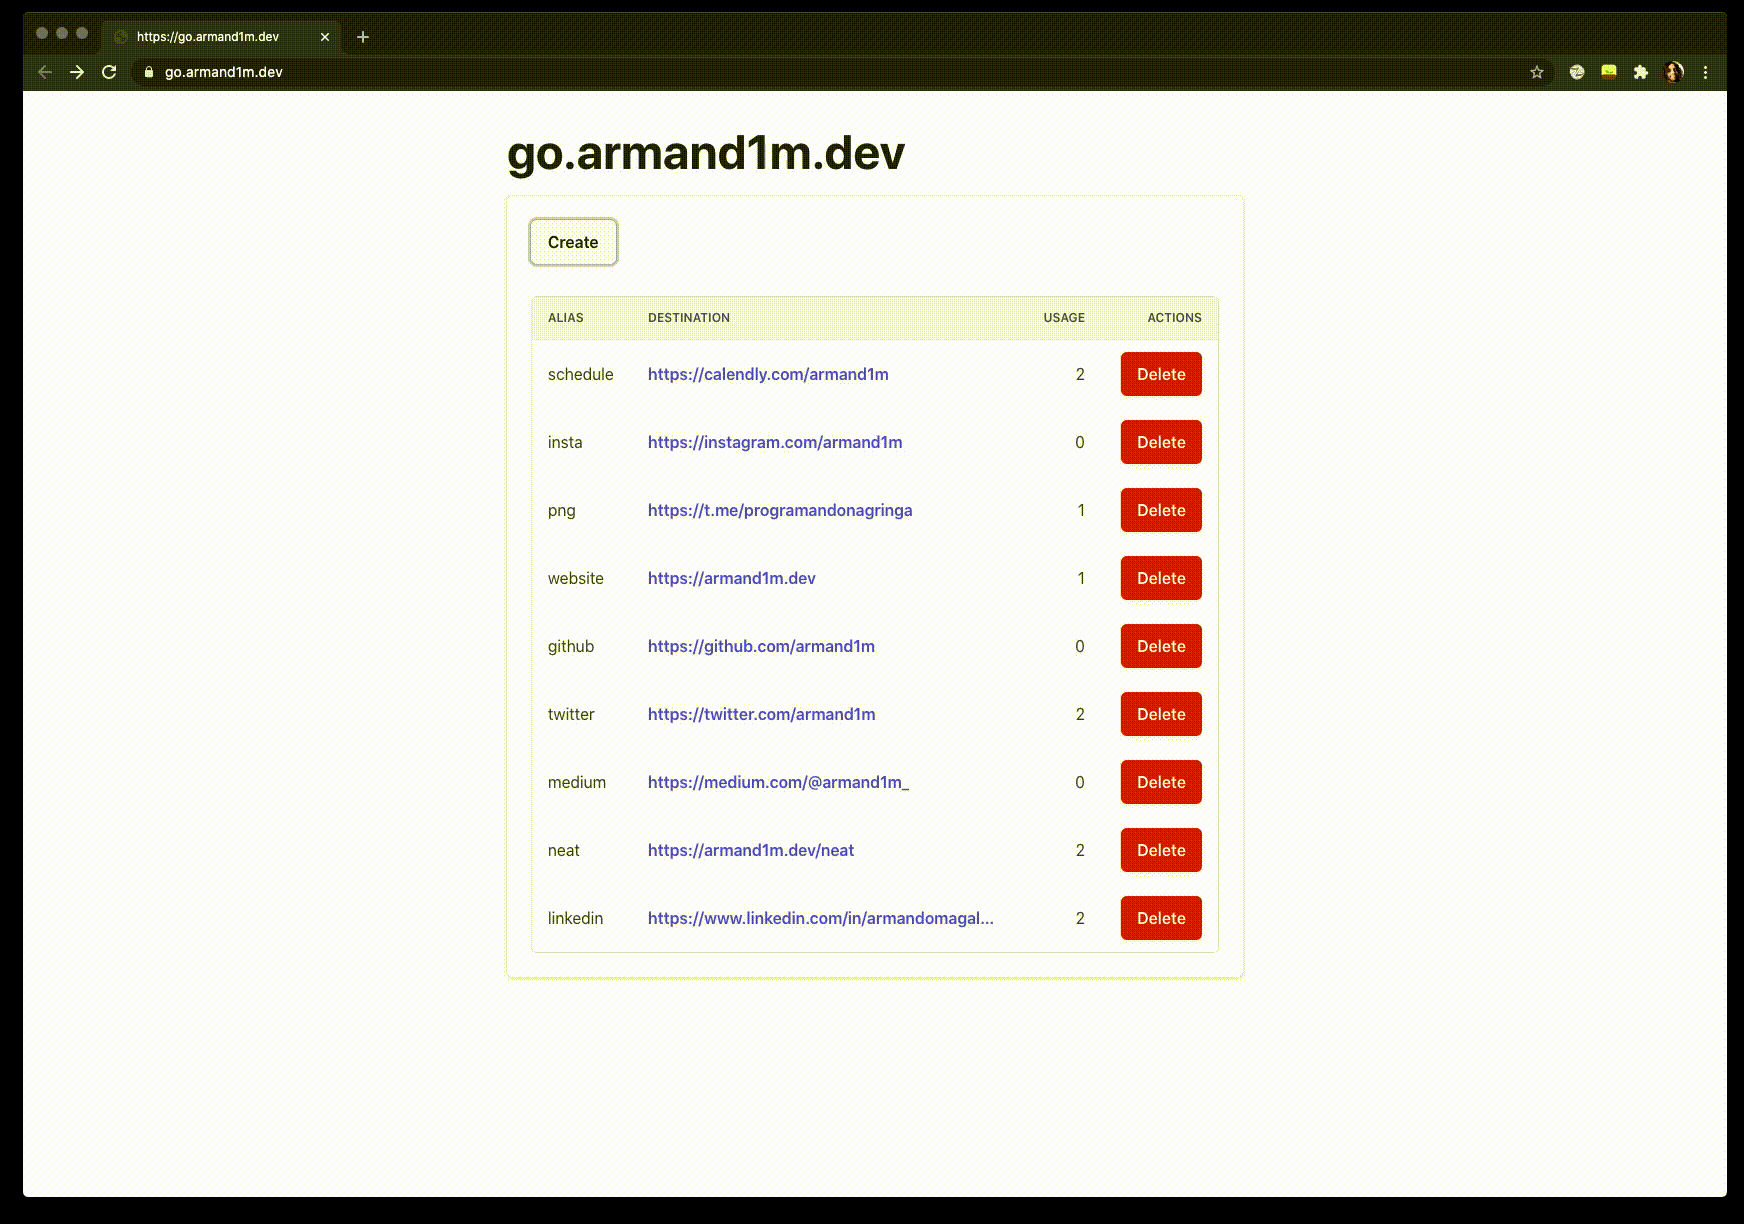 https://go.armand1m.dev
go.armand1m.dev
go.armand1m.dev
Create
ALIAS DESTINATION USAGE ACTIONS
schedule https://calendly.com/armand1m 2 Delete
insta https://instagram.com/armand1m 0 Delete
png https://t.me/programandonagringa 1 Delete
website https://armand1m.dev 1 Delete
github https://github.com/armand1m 0 Delete
twitter https://twitter.com/armand1m 2 Delete
medium https://medium.com/@armand1m_ 0 Delete
neat https://armand1m.dev/neat 2 Delete
linkedin https://www.linkedin.com/in/armandomagal... 2 Delete